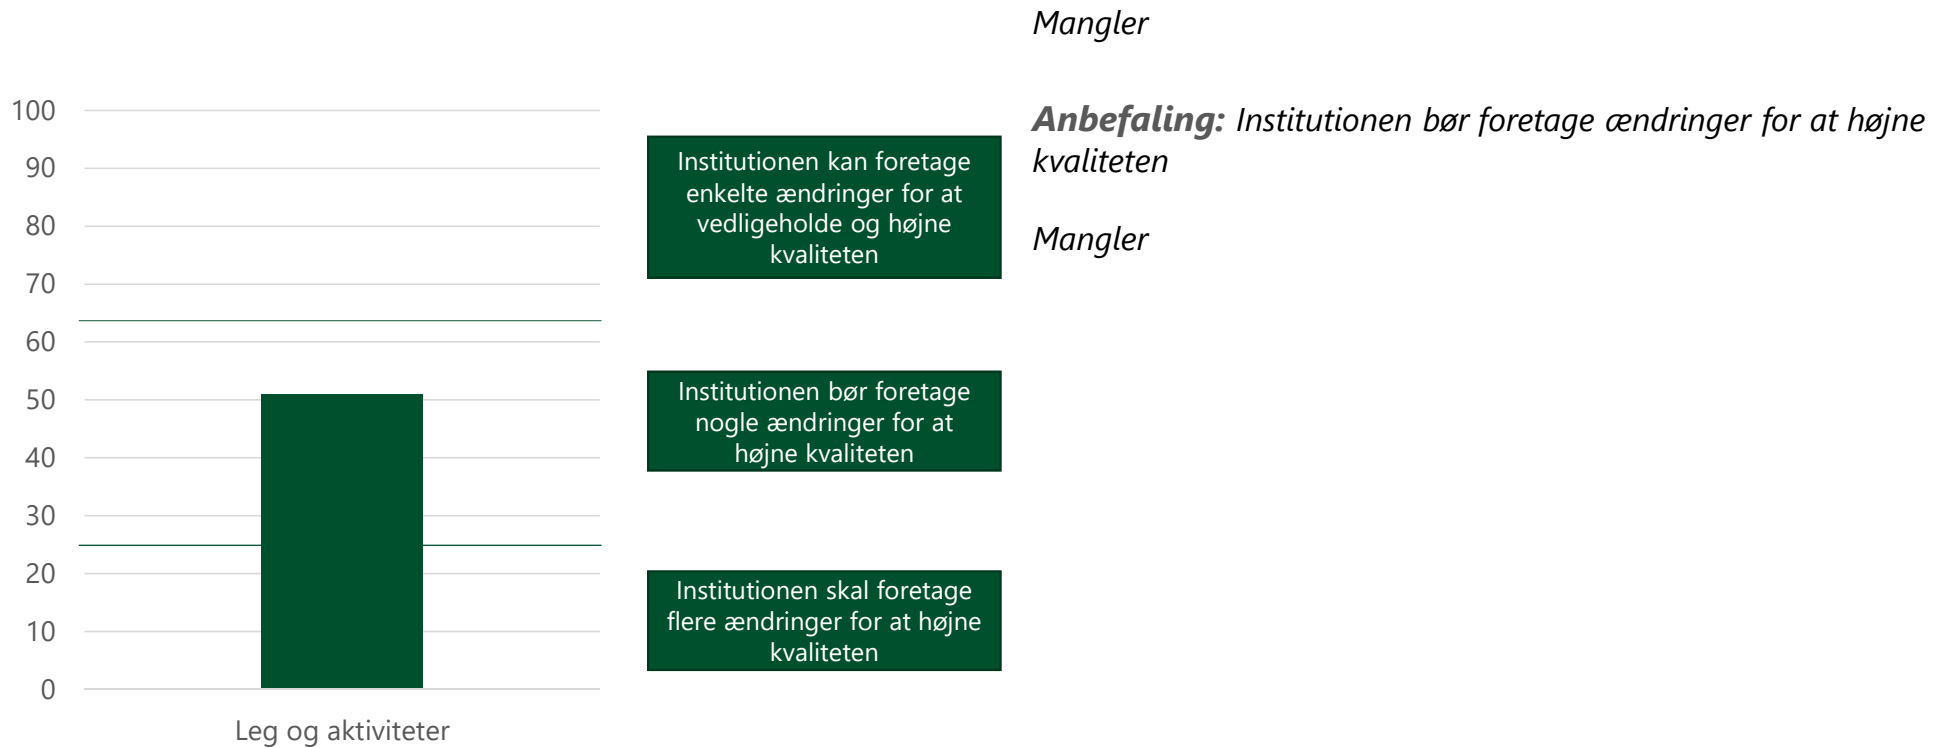 100
90
80
70
60
50
40
30
20
10
0
Leg og aktiviteter
Institutionen kan foretage
enkelte ændringer for at
vedligeholde og højne
kvaliteten
Institutionen bør foretage
nogle ændringer for at
højne kvaliteten
Institutionen skal foretage
flere ændringer for at højne
kvaliteten
Mangler
Anbefaling: Institutionen bør foretage ændringer for at højne
kvaliteten
Mangler